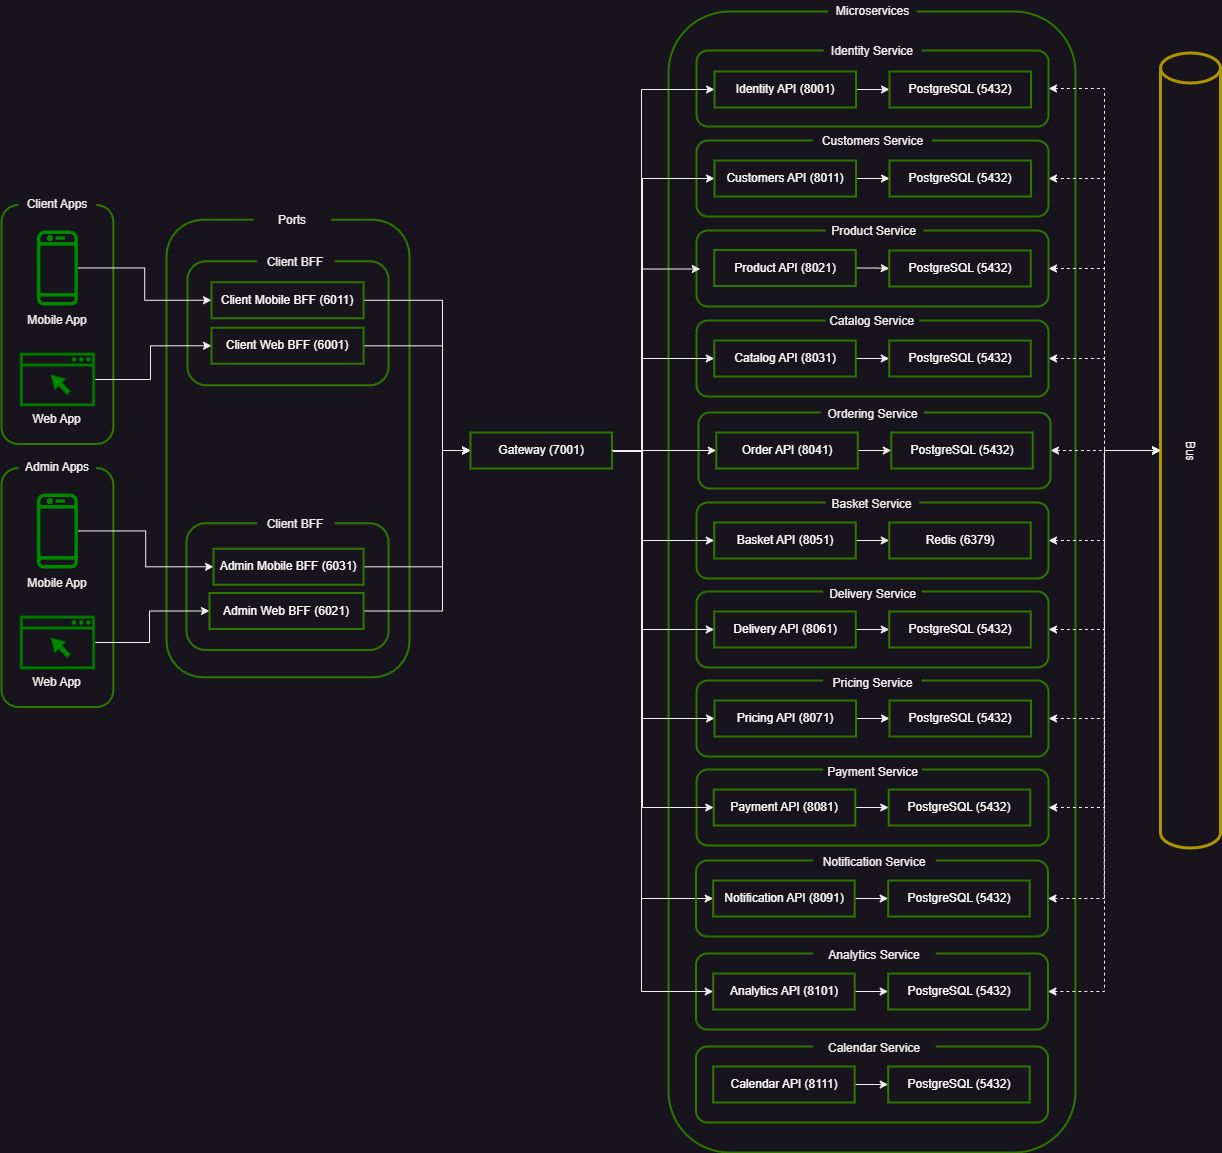 Microservices
Identity Service
Identity API (8001)
PostgreSQL (5432)
Customers Service
Customers API (8011)
PostgreSQL (5432)
Client Apps
Mobile App
Web App
Ports
Client BFF
Client Mobile BFF (6011)
Client Web BFF (6001)
Product Service
Product API (8021)
PostgreSQL (5432)
Catalog Service
Catalog API (8031)
PostgreSQL (5432)
Admin Apps
Mobile App
Web App
Client BFF
Admin Mobile BFF (6031)
Admin Web BFF (6021)
Gateway (7001)
Ordering Service
Order API (8041)
PostgreSQL (5432)
Bus
Basket Service
Basket API (8051)
Redis (6379)
Delivery Service
Delivery API (8061)
PostgreSQL (5432)
Pricing Service
Pricing API (8071)
PostgreSQL (5432)
Payment Service
Payment API (8081)
PostgreSQL (5432)
Notification Service
Notification API (8091)
PostgreSQL (5432)
Analytics Service
Analytics API (8101)
PostgreSQL (5432)
Calendar Service
Calendar API (8111)
PostgreSQL (5432)